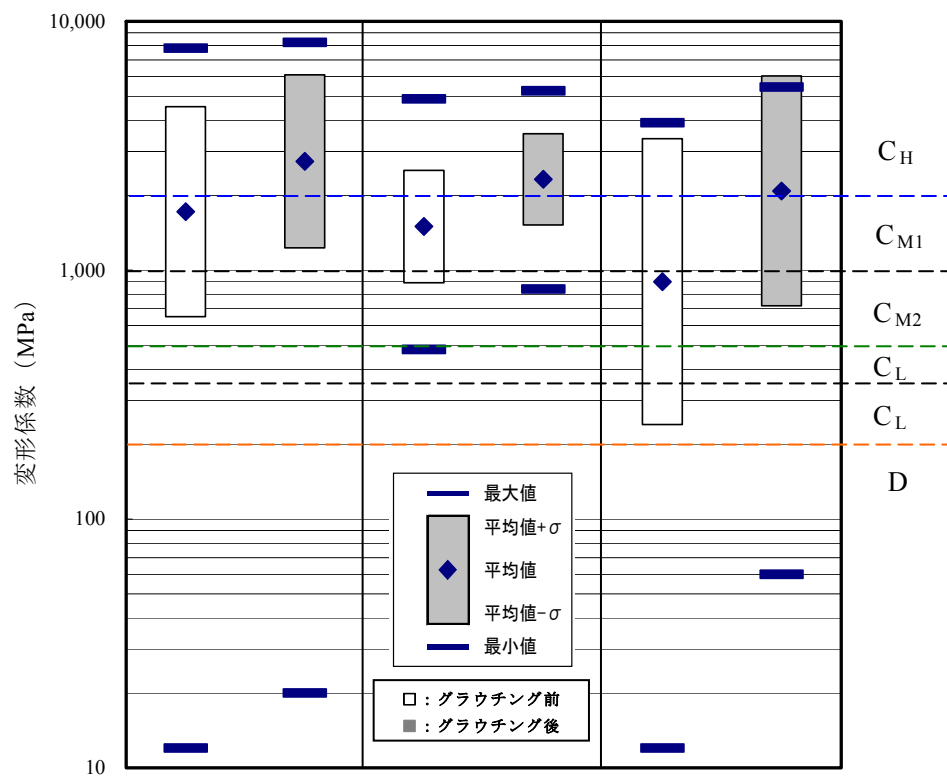 10,000
1,000
100
10
変形係数（MPa）
CH
CM1
CM2
CL
CL
D
最大値
平均値+σ
平均値
平均値−σ
最小値
：グラウチング前
：グラウチング後